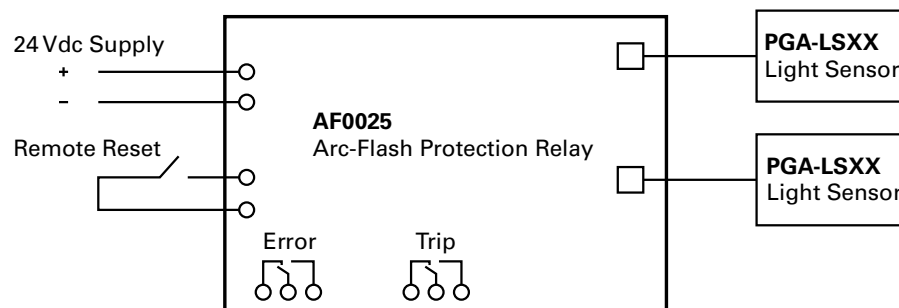 24 Vdc Supply
+
–
Remote Reset
AF0025
Arc-Flash Protection Relay
Error
Trip
PGA-LSXX
Light Sensor
PGA-LSXX
Light Sensor